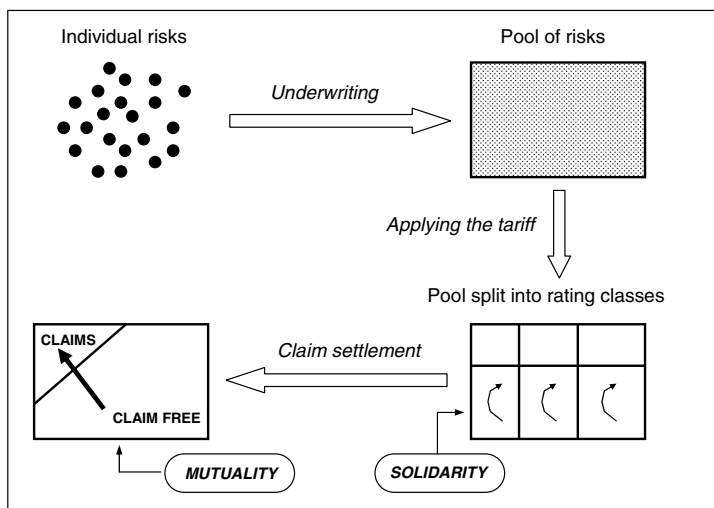 Individual risks
Pool of risks
Underwriting
Applying the tariff
Pool split into rating classes
CLAIMS
Claim settlement
CLAIM FREE
MUTUALITY
SOLIDARITY